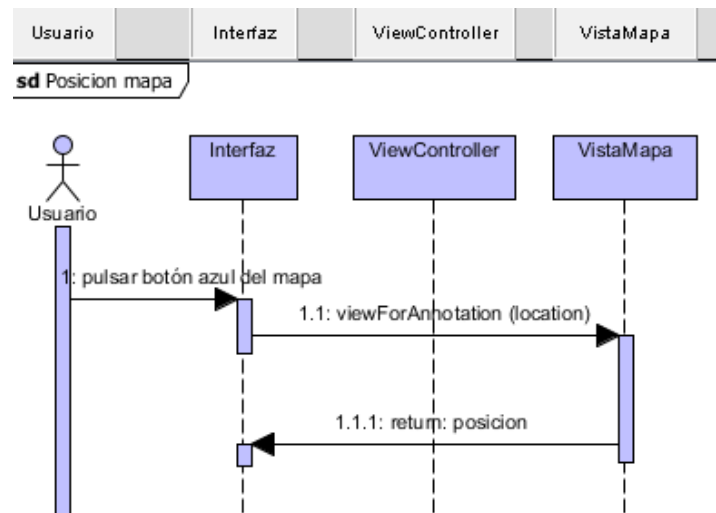 Usuario Interfaz ViewController VistaMapa
sd Posicion mapa
Interfaz ViewController VistaMapa
Usuario
1: pulsar botón azul del mapa
1.1: viewForAnnotation (location)
1.1.1: return: posicion